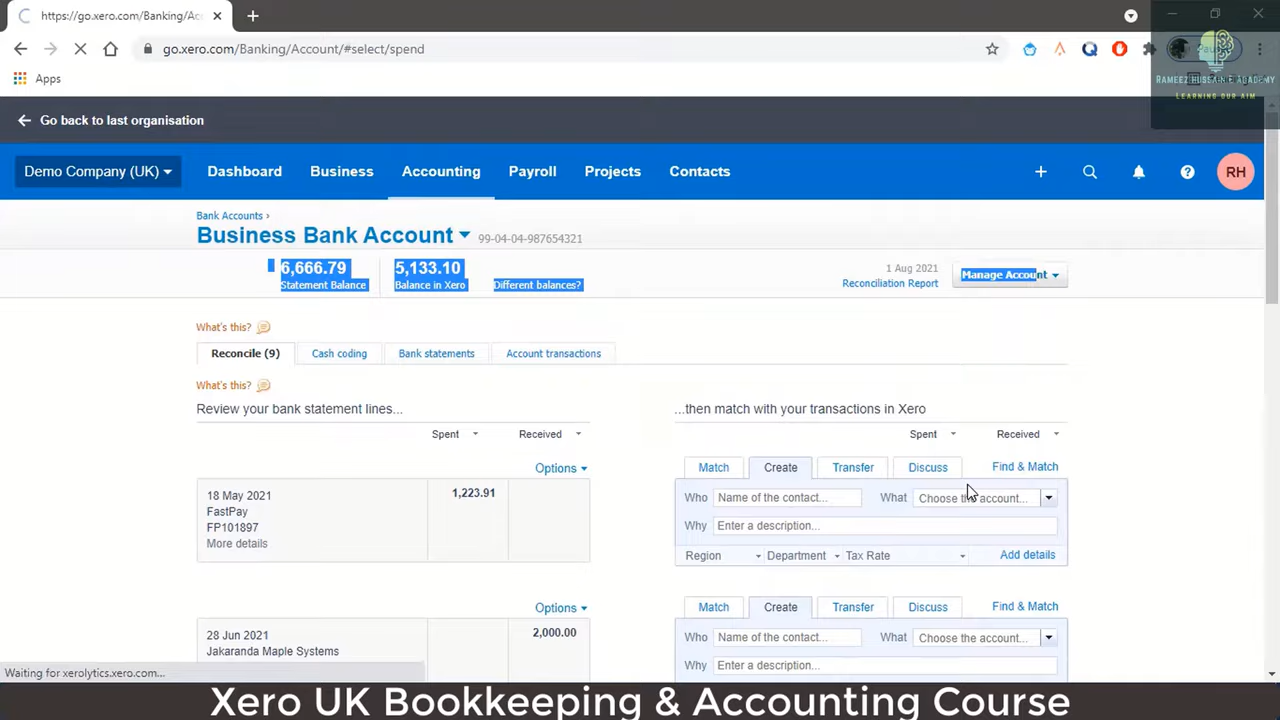 https://go.xero.com/Banking/Acc
go.xero.com/Banking/Account/#select/spend
Apps
RAMEEZ HUSSAIN E ACADEMY
LEARNING OUR AIM
Go back to last organisation
Demo Company (UK)
Dashboard
Business
Accounting
Payroll
Projects
Contacts
RH
Bank Accounts ›
Business Bank Account
99-04-04-987654321
6,666.79
Statement Balance
5,133.10
Balance in Xero
Different balances?
1 Aug 2021
Reconciliation Report
Manage Account
What's this?
Reconcile (9)
Cash coding
Bank statements
Account transactions
What's this?
Review your bank statement lines...
...then match with your transactions in Xero
Spent
Received
Spent
Received
Options
Match
Create
Transfer
Discuss
Find & Match
18 May 2021
FastPay
FP101897
More details
1,223.91
Who
Name of the contact...
What
Choose the account...
Why
Enter a description...
Region
Department
Tax Rate
Add details
Options
Match
Create
Transfer
Discuss
Find & Match
28 Jun 2021
Jakaranda Maple Systems
2,000.00
Who
Name of the contact...
What
Choose the account...
Why
Enter a description...
Waiting for xerolytics.xero.com...
Xero UK Bookkeeping & Accounting Course